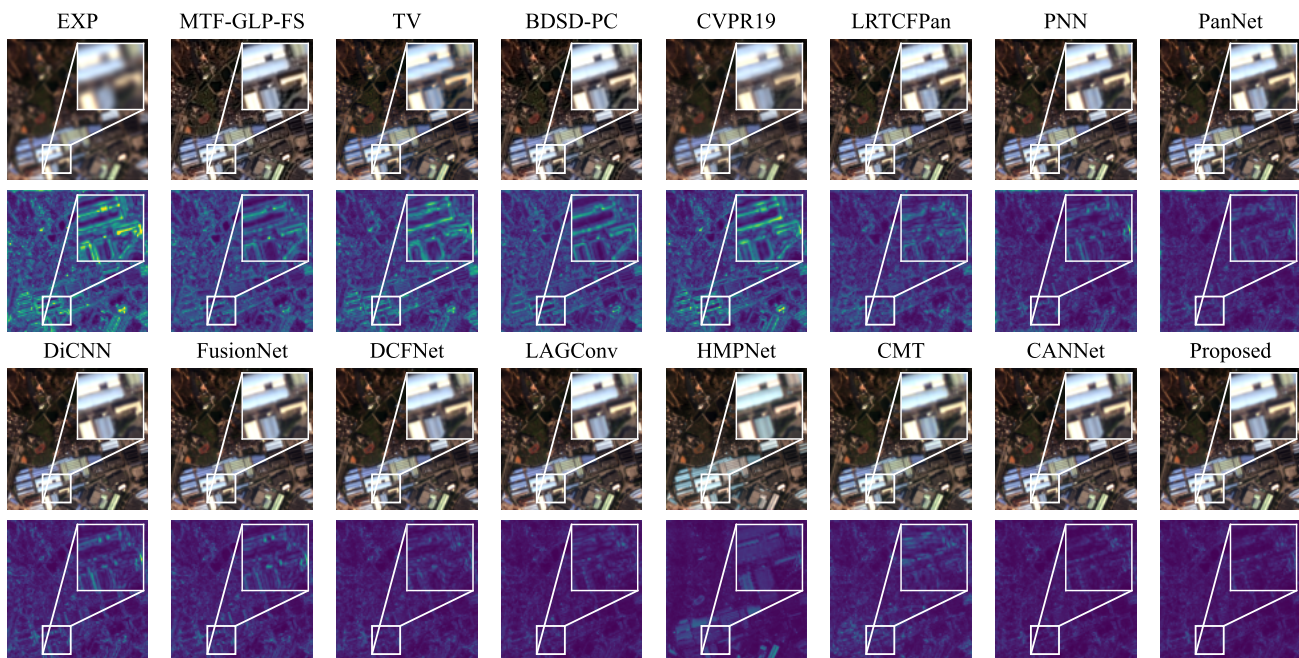 EXP MTF-GLP-FS TV BDSD-PC CVPR19 LRTCFPan PNN PanNet
DiCNN FusionNet DCFNet LAGConv HMPNet CMT CANNet Proposed